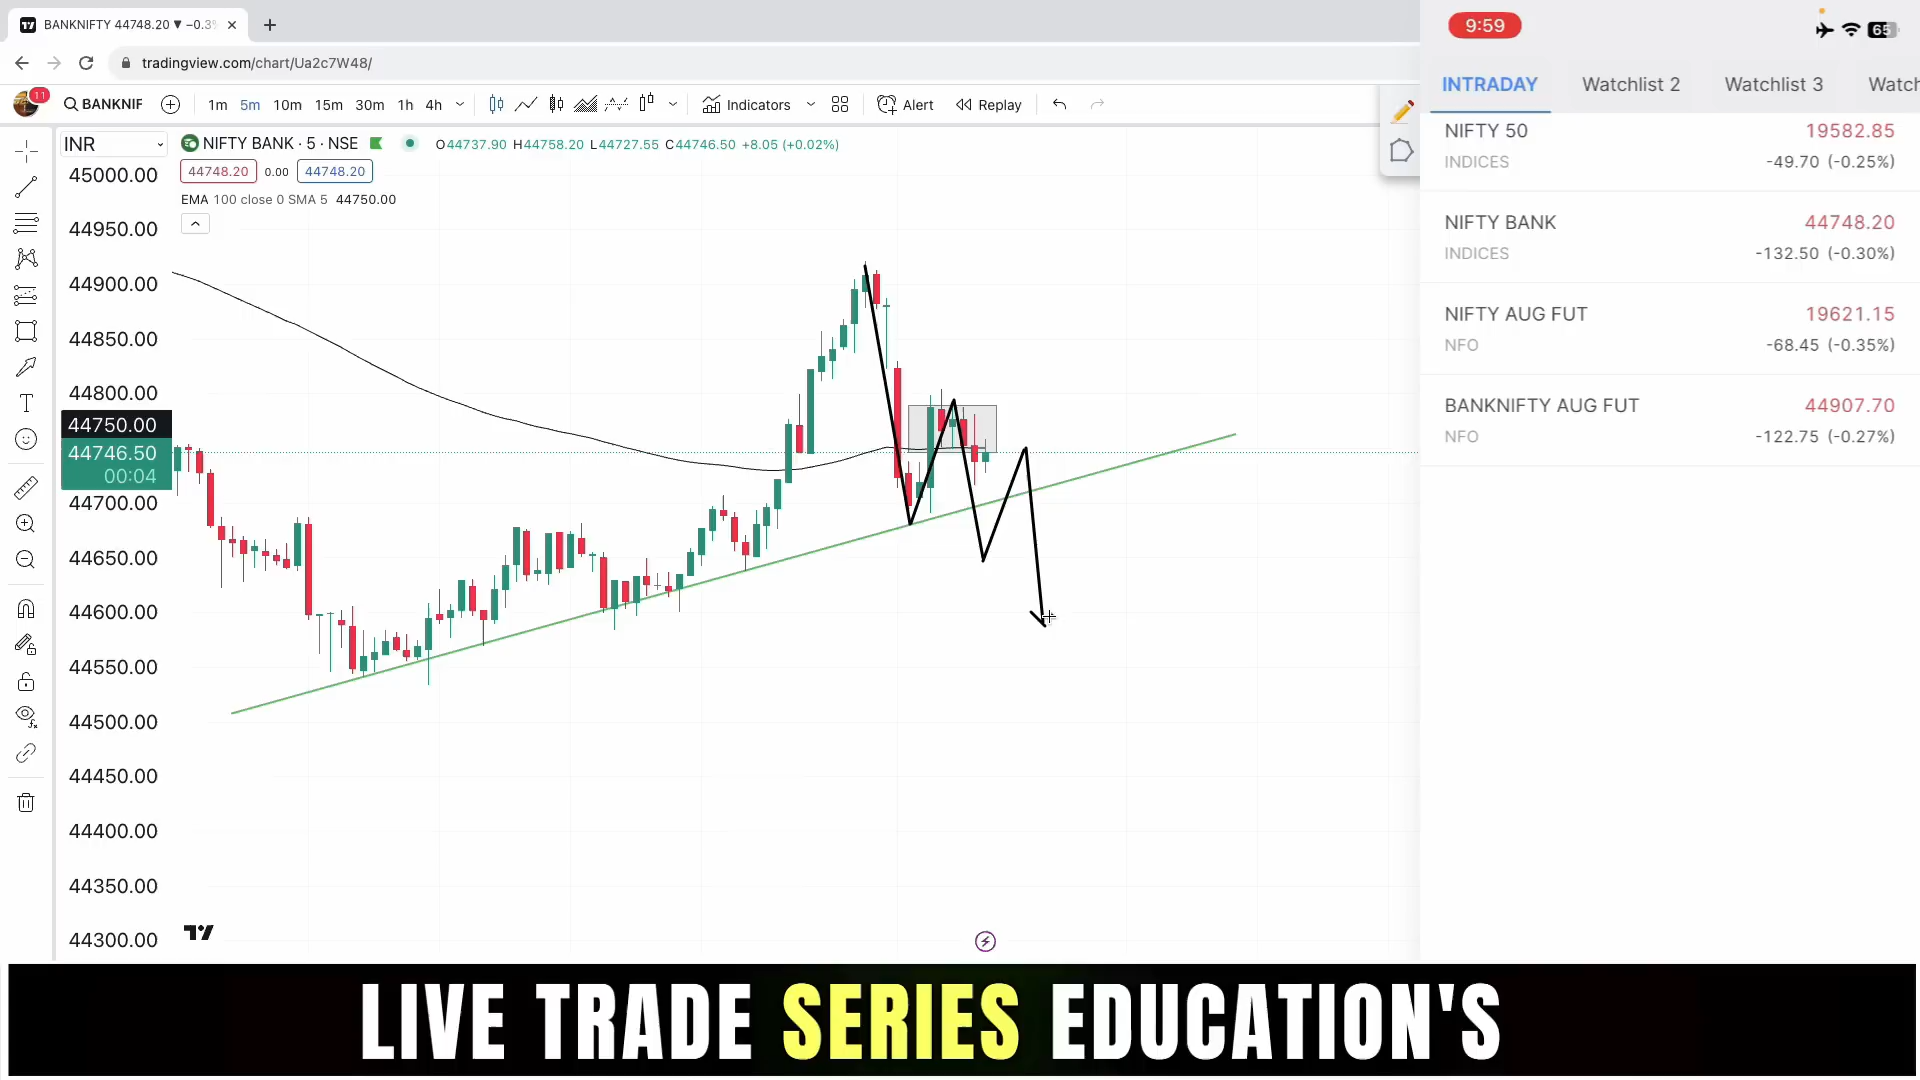 BANKNIFTY 44748.20 ▼ −0.3
tradingview.com/chart/Ua2c7W48/
11
BANKNIF
1m 5m 10m 15m 30m 1h 4h
Indicators
Alert
Replay
INR
NIFTY BANK · 5 · NSE
O44737.90 H44758.20 L44727.55 C44746.50 +8.05 (+0.02%)
44748.20 0.00 44748.20
EMA 100 close 0 SMA 5 44750.00
45000.00
44950.00
44900.00
44850.00
44800.00
44750.00
44746.50
00:04
44700.00
44650.00
44600.00
44550.00
44500.00
44450.00
44400.00
44350.00
44300.00
9:59
65
INTRADAY Watchlist 2 Watchlist 3 Watch
NIFTY 50 19582.85
INDICES -49.70 (-0.25%)
NIFTY BANK 44748.20
INDICES -132.50 (-0.30%)
NIFTY AUG FUT 19621.15
NFO -68.45 (-0.35%)
BANKNIFTY AUG FUT 44907.70
NFO -122.75 (-0.27%)
LIVE TRADE SERIES EDUCATION'S